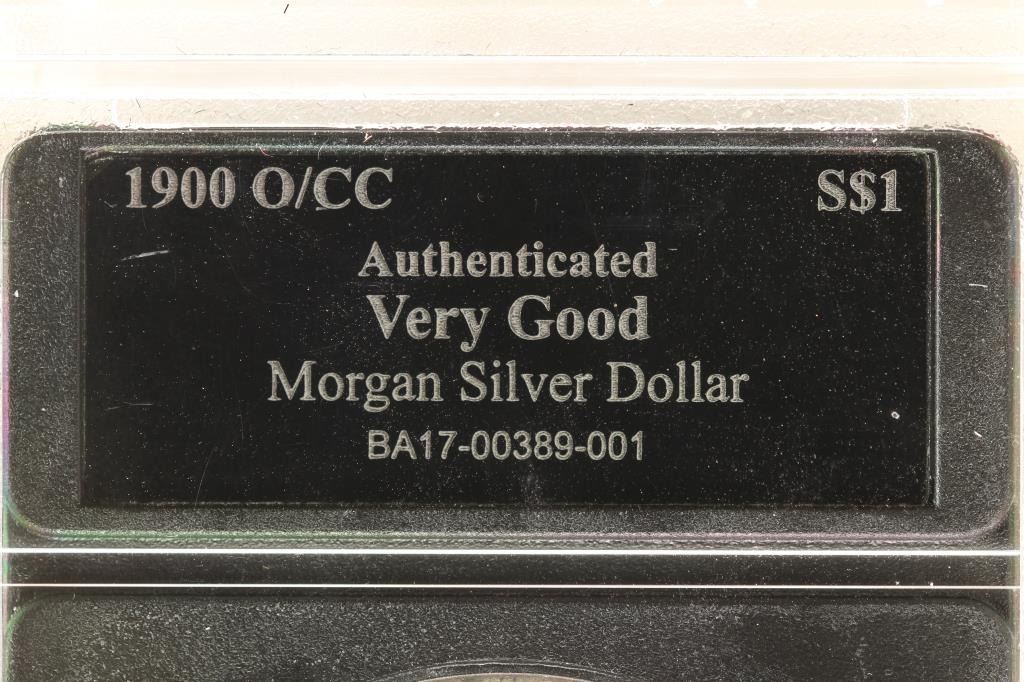 1900 O/CC S$1
Authenticated
Very Good
Morgan Silver Dollar
BA17-00389-001